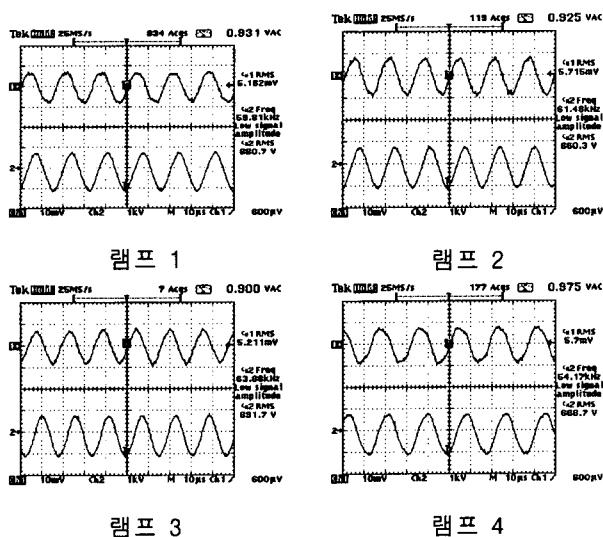 Tek 25MS/s 834 Acqs 0.931 VAC
C1 RMS
5.182mV
C2 Freq
Low signal
amplitude
C2 RMS
660.7 V
2
10mV Ch2 1kV M 10µs Ch1 600µV
램프 1
Tek 25MS/s 119 Acqs 0.925 VAC
C1 RMS
5.715mV
C2 Freq
61.48kHz
Low signal
amplitude
C2 RMS
660.3 V
2
10mV Ch2 1kV M 10µs Ch1 600µV
램프 2
Tek 25MS/s 7 Acqs 0.900 VAC
C1 RMS
5.211mV
C2 Freq
Low signal
amplitude
C2 RMS
691.7 V
2
10mV Ch2 1kV M 10µs Ch1 600µV
램프 3
Tek 25MS/s 177 Acqs 0.975 VAC
C1 RMS
5.7mV
C2 Freq
54.17kHz
Low signal
amplitude
C2 RMS
668.7 V
2
10mV Ch2 1kV M 10µs Ch1 600µV
램프 4